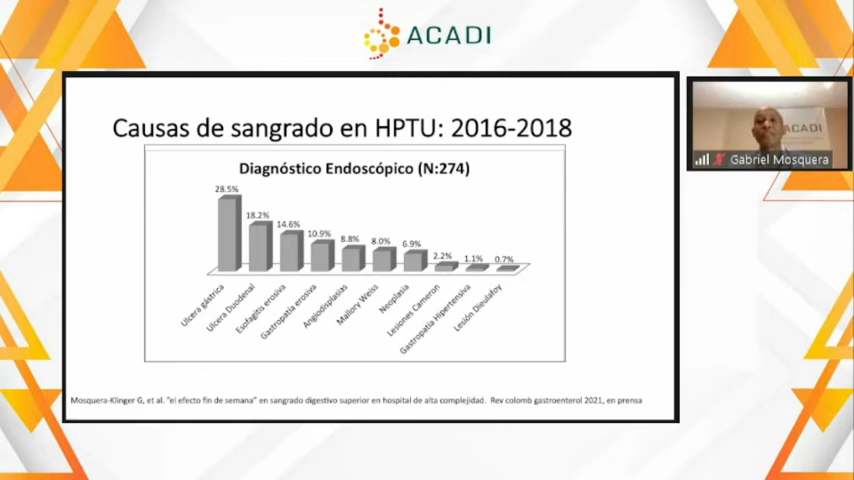 ACADI
Causas de sangrado en HPTU: 2016-2018
Diagnóstico Endoscópico (N:274)
28.5%
18.2%
14.6%
10.9%
8.8%
8.0%
6.9%
2.2%
1.1%
0.7%
Ulcera gástrica
Ulcera Duodenal
Esofagitis erosiva
Gastropatía erosiva
Angiodisplasias
Mallory Weiss
Neoplasia
Lesiones Cameron
Gastropatía Hipertensiva
Lesión Dieulafoy
Mosquera-Klinger G, et al. "el efecto fin de semana" en sangrado digestivo superior en hospital de alta complejidad. Rev colomb gastroenterol 2021, en prensa
ACADI
Gabriel Mosquera